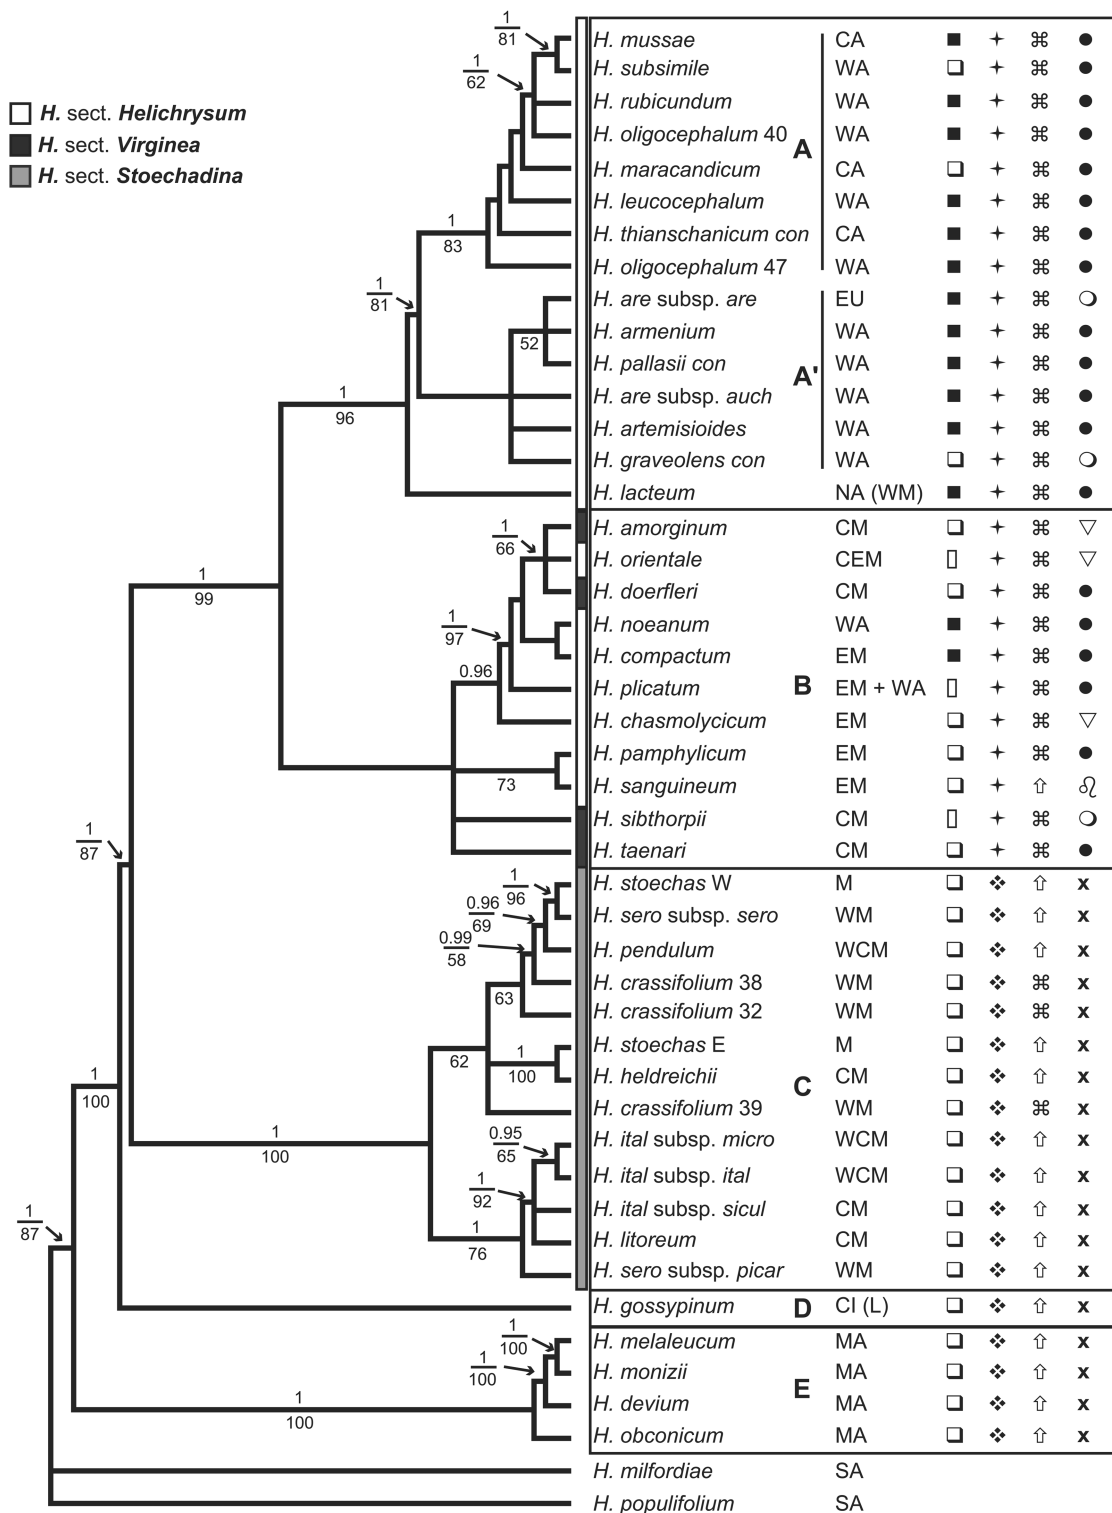 H. sect. Helichrysum
H. sect. Virginea
H. sect. Stoechadina
1
81
1
62
1
83
1
81
52
1
96
1
66
1
99
1
97
0.96
73
1
87
1
96
0.96
69
0.99
58
63
62
1
100
1
100
1
100
0.95
65
1
92
1
76
1
87
1
100
1
100
1
100
H. mussae CA
H. subsimile WA
H. rubicundum WA
H. oligocephalum 40 WA
A
H. maracandicum CA
H. leucocephalum WA
H. thianschanicum con CA
H. oligocephalum 47 WA
H. are subsp. are EU
H. armenium WA
H. pallasii con WA
A'
H. are subsp. auch WA
H. artemisioides WA
H. graveolens con WA
H. lacteum NA (WM)
H. amorginum CM
H. orientale CEM
H. doerfleri CM
H. noeanum WA
H. compactum EM
H. plicatum B EM + WA
H. chasmolycicum EM
H. pamphylicum EM
H. sanguineum EM
H. sibthorpii CM
H. taenari CM
H. stoechas W M x
H. sero subsp. sero WM x
H. pendulum WCM x
H. crassifolium 38 WM x
H. crassifolium 32 WM x
H. stoechas E M x
H. heldreichii C CM x
H. crassifolium 39 WM x
H. ital subsp. micro WCM x
H. ital subsp. ital WCM x
H. ital subsp. sicul CM x
H. litoreum CM x
H. sero subsp. picar WM x
H. gossypinum D CI (L) x
H. melaleucum MA x
H. monizii MA x
E
H. devium MA x
H. obconicum MA x
H. milfordiae SA
H. populifolium SA